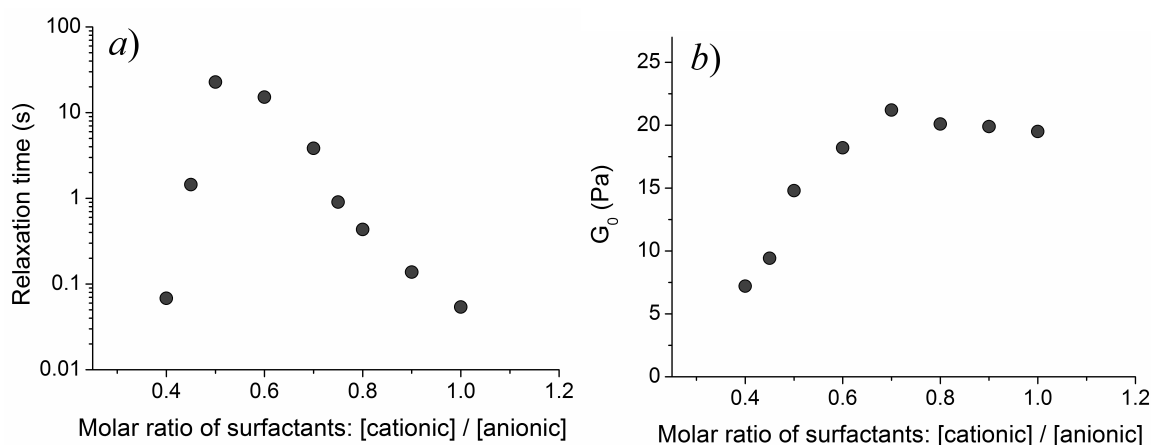 a)
100
10
1
0.1
0.01
Relaxation time (s)
0.4 0.6 0.8 1.0 1.2
Molar ratio of surfactants: [cationic] / [anionic]
b)
25
20
15
10
5
0
G₀ (Pa)
0.4 0.6 0.8 1.0 1.2
Molar ratio of surfactants: [cationic] / [anionic]